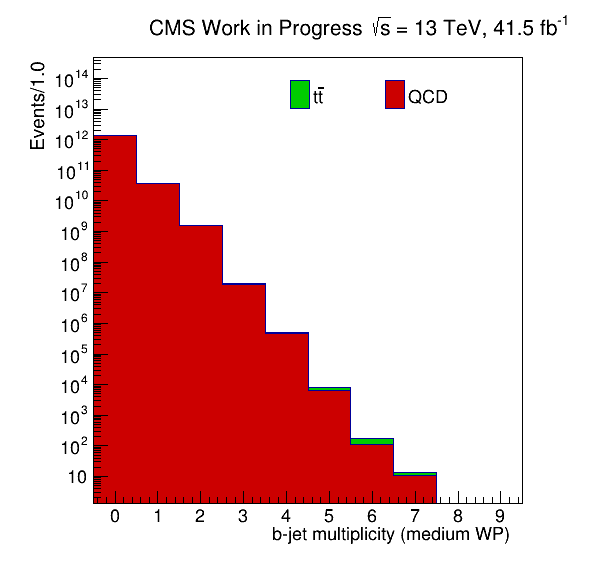 CMS Work in Progress √s = 13 TeV, 41.5 fb⁻¹
Events/1.0
tt̄ QCD
10¹⁴
10¹³
10¹²
10¹¹
10¹⁰
10⁹
10⁸
10⁷
10⁶
10⁵
10⁴
10³
10²
10
0 1 2 3 4 5 6 7 8 9
b-jet multiplicity (medium WP)